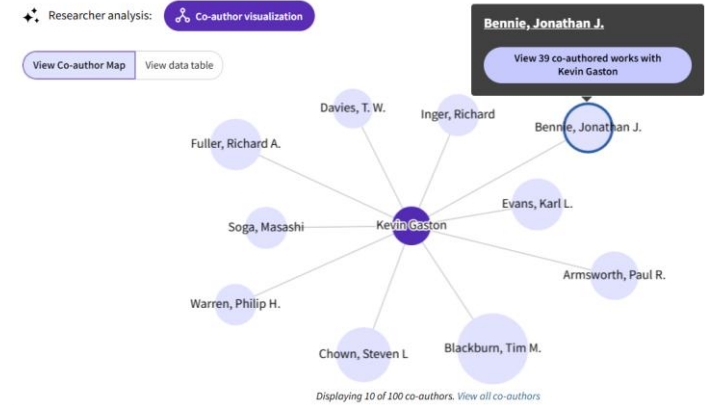 Researcher analysis:
Co-author visualization
Bennie, Jonathan J.
View 39 co-authored works with
Kevin Gaston
View Co-author Map
View data table
Davies, T. W.
Inger, Richard
Bennie, Jonathan J.
Fuller, Richard A.
Evans, Karl L.
Soga, Masashi
Kevin Gaston
Armsworth, Paul R.
Warren, Philip H.
Chown, Steven L
Blackburn, Tim M.
Displaying 10 of 100 co-authors. View all co-authors